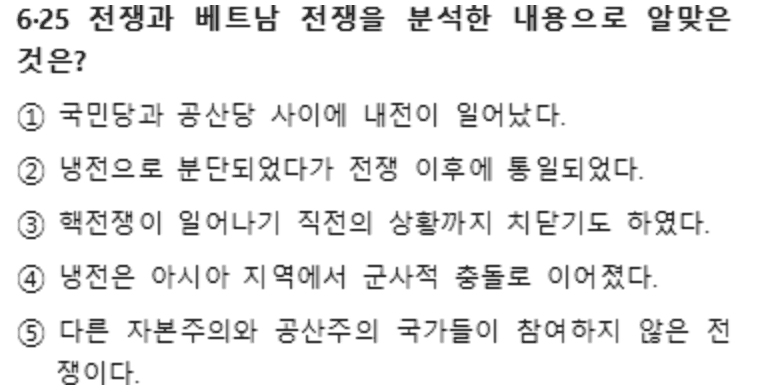 6·25 전쟁과 베트남 전쟁을 분석한 내용으로 알맞은
것은?
① 국민당과 공산당 사이에 내전이 일어났다.
② 냉전으로 분단되었다가 전쟁 이후에 통일되었다.
③ 핵전쟁이 일어나기 직전의 상황까지 치닫기도 하였다.
④ 냉전은 아시아 지역에서 군사적 충돌로 이어졌다.
⑤ 다른 자본주의와 공산주의 국가들이 참여하지 않은 전
쟁이다.